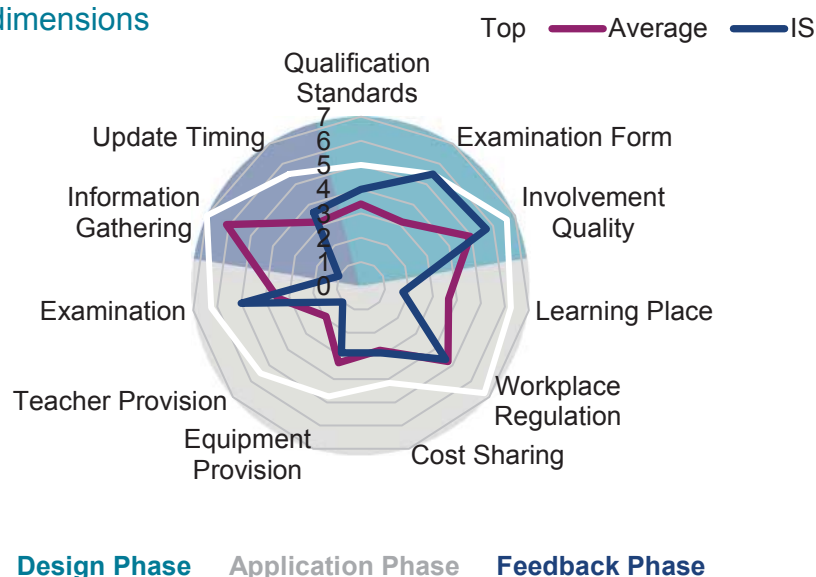 dimensions
Top Average IS
Qualification
Standards
Update Timing
Examination Form
Information
Gathering
Involvement
Quality
7
6
5
4
3
2
1
0
Examination
Learning Place
Teacher Provision
Workplace
Regulation
Equipment
Provision
Cost Sharing
Design Phase Application Phase Feedback Phase